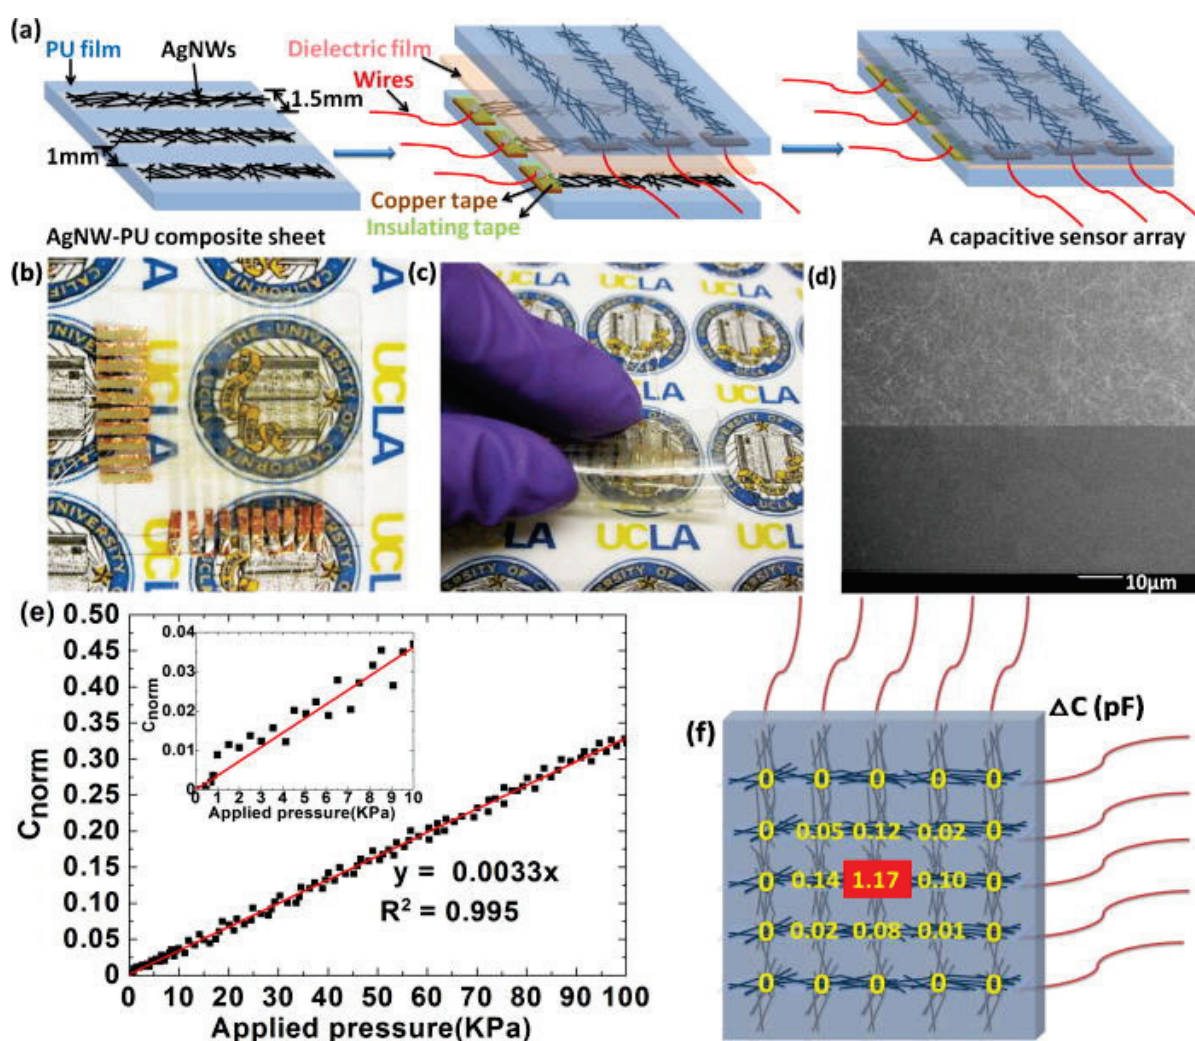 (a)
PU film
AgNWs
1.5mm
1mm
AgNW-PU composite sheet
Dielectric film
Wires
Copper tape
Insulating tape
A capacitive sensor array
(b)
UCLA
UCLA
THE UNIVERSITY OF CALIFORNIA
UCLA
(c)
UCLA
UCLA
UCLA
LA
UCLA
(d)
10μm
(e)
0.50
0.45
0.40
0.35
0.30
0.25
0.20
0.15
0.10
0.05
0
Cnorm
0 10 20 30 40 50 60 70 80 90 100
Applied pressure(KPa)
0.04
0.03
0.02
0.01
0
Cnorm
0 1 2 3 4 5 6 7 8 9 10
Applied pressure(KPa)
y = 0.0033x
R² = 0.995
(f)
△C (pF)
0 0 0 0 0
0 0.05 0.12 0.02 0
0 0.14 1.17 0.10 0
0 0.02 0.08 0.01 0
0 0 0 0 0